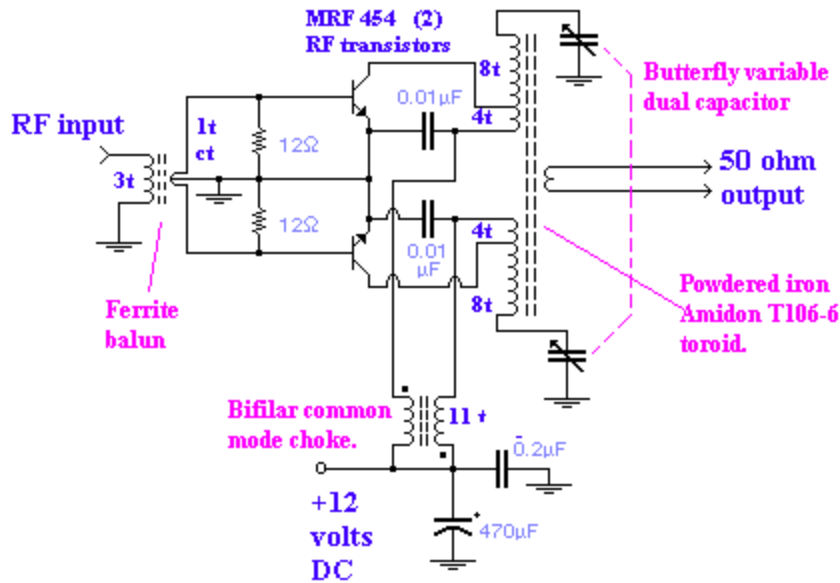 MRF 454 (2)
RF transistors
8t
0.01µF
4t
Butterfly variable
dual capacitor
RF input
1t
ct
12Ω
3t
50 ohm
output
12Ω
4t
0.01
µF
8t
Ferrite
balun
Powdered iron
Amidon T106-6
toroid.
Bifilar common
mode choke.
11 t
0.2µF
+12
volts
DC
+
470µF